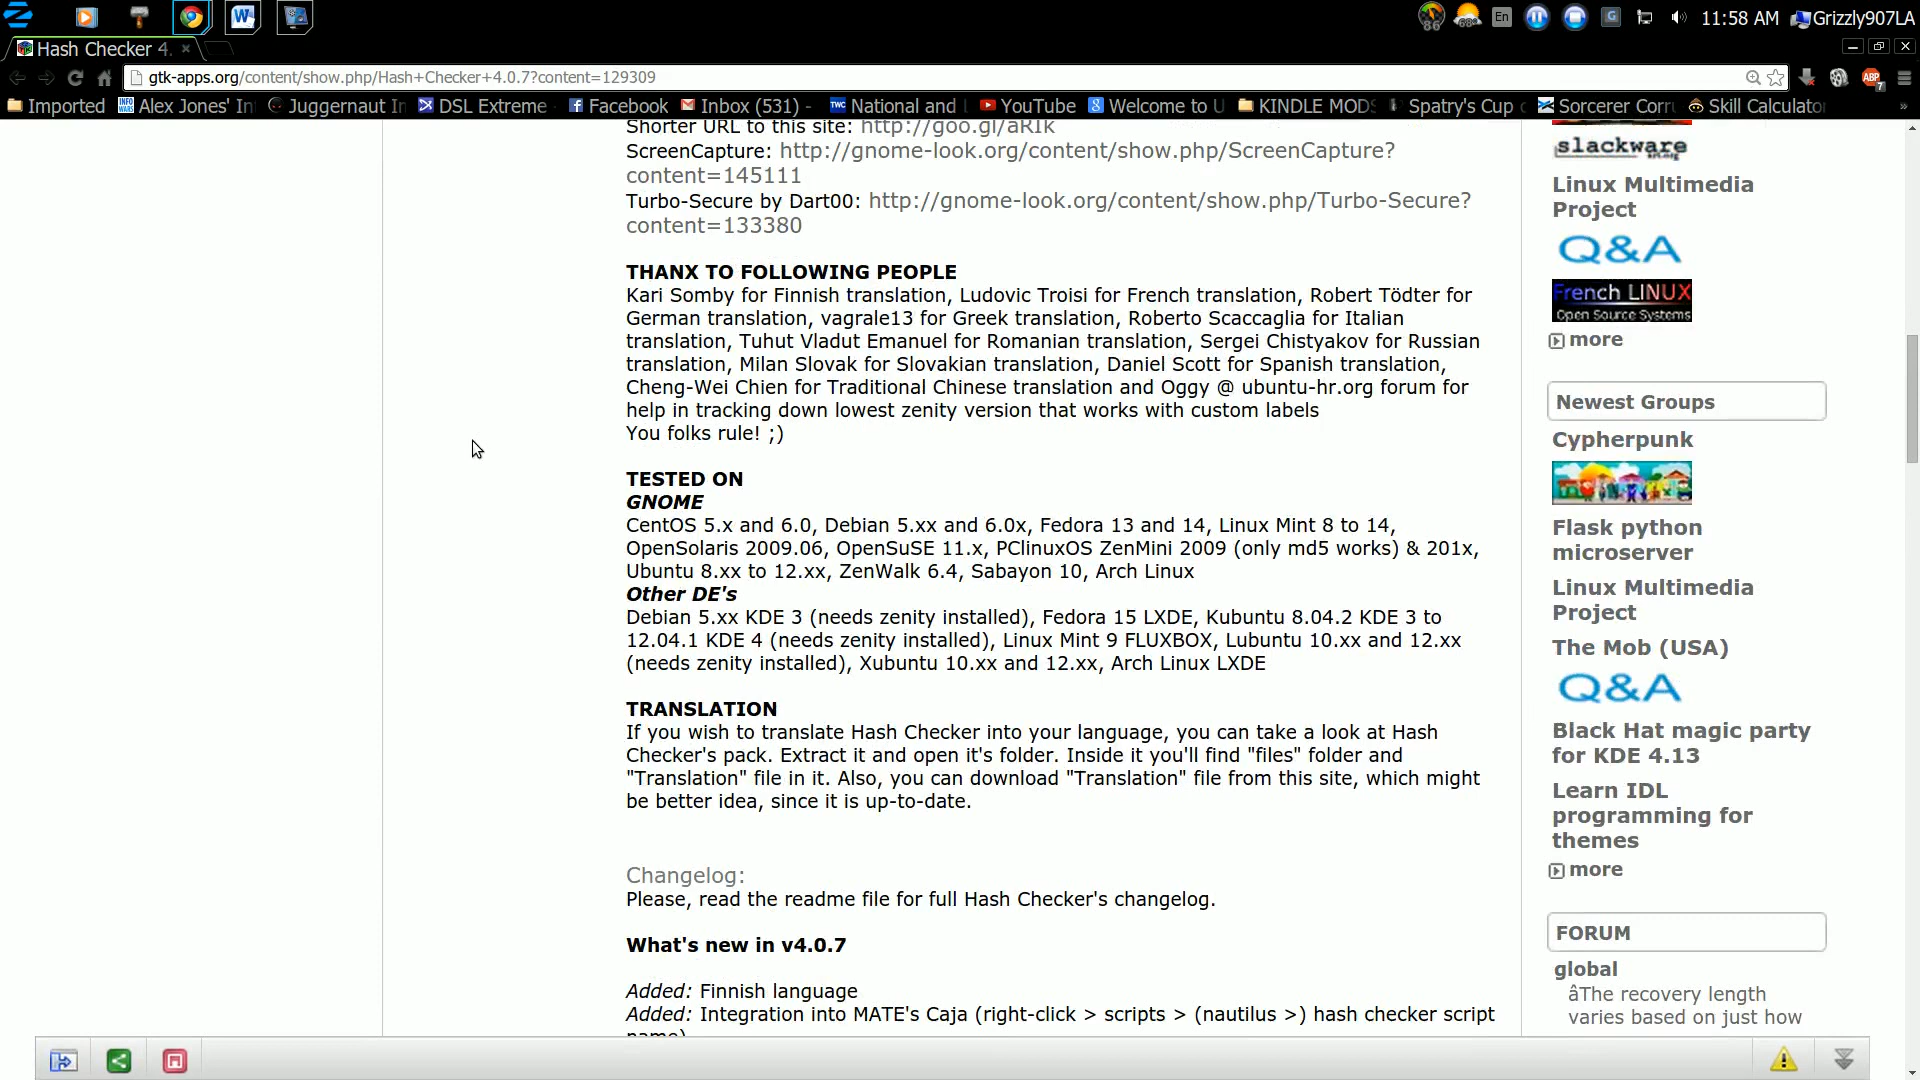 11:58 AM
Grizzly907LA
En
86
68°
Hash Checker 4.
gtk-apps.org/content/show.php/Hash+Checker+4.0.7?content=129309
ABP
7
Imported
Alex Jones' In
Juggernaut In
DSL Extreme
Facebook
Inbox (531) -
National and
YouTube
Welcome to U
KINDLE MODS
Spatry's Cup
Sorcerer Corru
Skill Calculator
Shorter URL to this site: http://goo.gl/aRIk
ScreenCapture: http://gnome-look.org/content/show.php/ScreenCapture?
content=145111
Turbo-Secure by Dart00: http://gnome-look.org/content/show.php/Turbo-Secure?
content=133380
THANX TO FOLLOWING PEOPLE
Kari Somby for Finnish translation, Ludovic Troisi for French translation, Robert Tödter for
German translation, vagrale13 for Greek translation, Roberto Scaccaglia for Italian
translation, Tuhut Vladut Emanuel for Romanian translation, Sergei Chistyakov for Russian
translation, Milan Slovak for Slovakian translation, Daniel Scott for Spanish translation,
Cheng-Wei Chien for Traditional Chinese translation and Oggy @ ubuntu-hr.org forum for
help in tracking down lowest zenity version that works with custom labels
You folks rule! ;)
TESTED ON
GNOME
CentOS 5.x and 6.0, Debian 5.xx and 6.0x, Fedora 13 and 14, Linux Mint 8 to 14,
OpenSolaris 2009.06, OpenSuSE 11.x, PClinuxOS ZenMini 2009 (only md5 works) & 201x,
Ubuntu 8.xx to 12.xx, ZenWalk 6.4, Sabayon 10, Arch Linux
Other DE's
Debian 5.xx KDE 3 (needs zenity installed), Fedora 15 LXDE, Kubuntu 8.04.2 KDE 3 to
12.04.1 KDE 4 (needs zenity installed), Linux Mint 9 FLUXBOX, Lubuntu 10.xx and 12.xx
(needs zenity installed), Xubuntu 10.xx and 12.xx, Arch Linux LXDE
TRANSLATION
If you wish to translate Hash Checker into your language, you can take a look at Hash
Checker's pack. Extract it and open it's folder. Inside it you'll find "files" folder and
"Translation" file in it. Also, you can download "Translation" file from this site, which might
be better idea, since it is up-to-date.
Changelog:
Please, read the readme file for full Hash Checker's changelog.
What's new in v4.0.7
Added: Finnish language
Added: Integration into MATE's Caja (right-click > scripts > (nautilus >) hash checker script
name)
slackware
Linux Multimedia
Project
Q&A
French LINUX
Open Source Systems
more
Newest Groups
Cypherpunk
Flask python
microserver
Linux Multimedia
Project
The Mob (USA)
Q&A
Black Hat magic party
for KDE 4.13
Learn IDL
programming for
themes
more
FORUM
global
âThe recovery length
varies based on just how